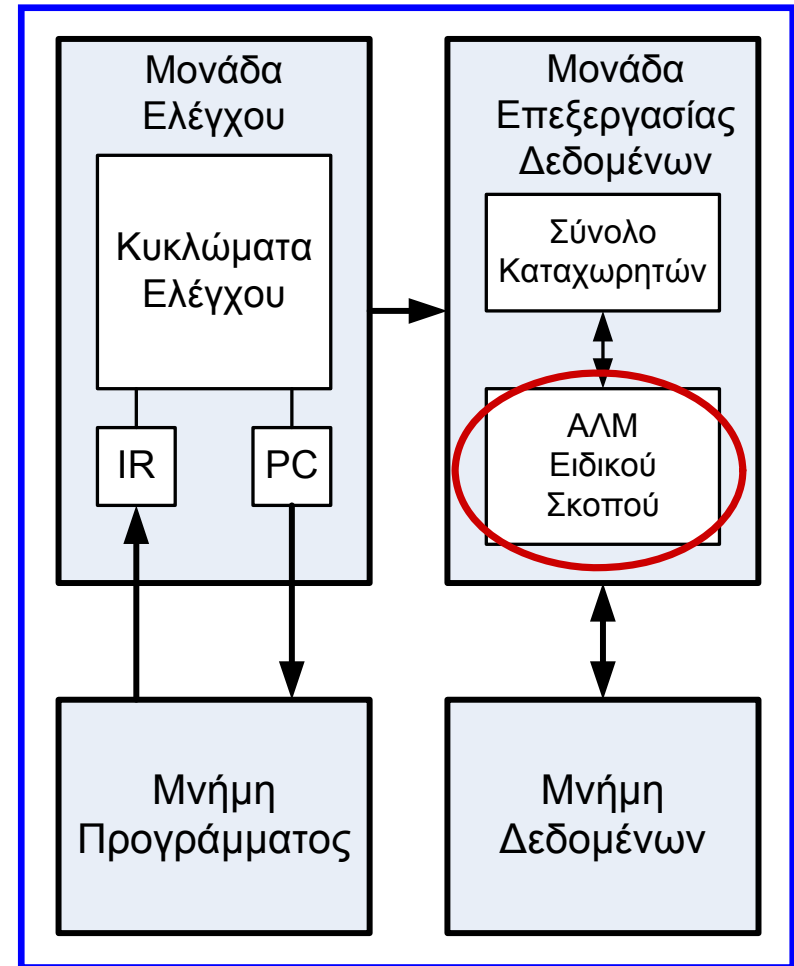 Μονάδα
Ελέγχου
Κυκλώματα
Ελέγχου
IR
PC
Μονάδα
Επεξεργασίας
Δεδομένων
Σύνολο
Καταχωρητών
ΑΛΜ
Ειδικού
Σκοπού
Μνήμη
Προγράμματος
Μνήμη
Δεδομένων